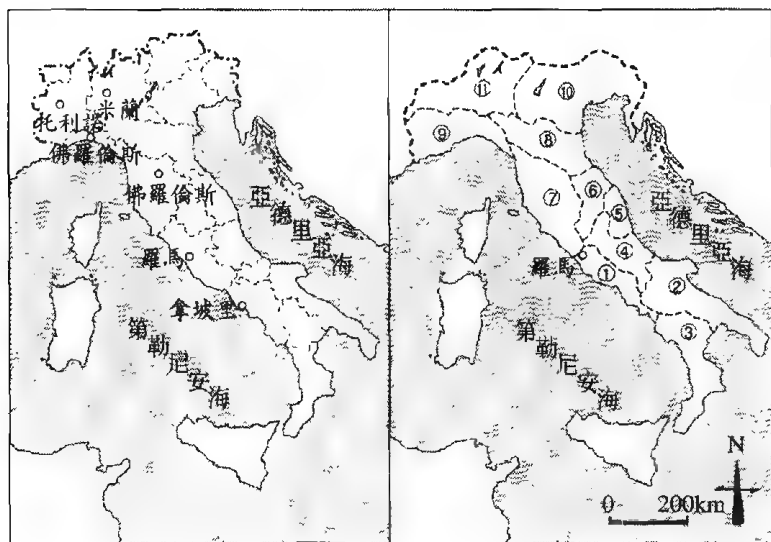 米蘭
托利諾
佛羅倫斯
佛羅倫斯
羅馬
拿坡里
亞德里亞海
第勒尼安海
⑪
⑩
⑨
⑧
⑦
⑥
⑤
④
羅馬
①
②
③
亞德里亞海
第勒尼安海
N
0 200km